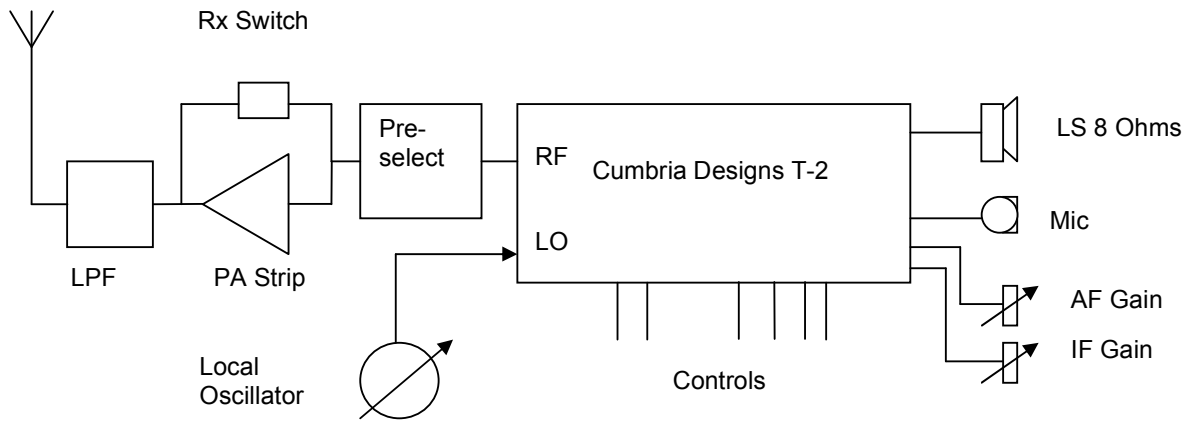 Rx Switch
Pre-
select
RF
Cumbria Designs T-2
LS 8 Ohms
Mic
LO
LPF
PA Strip
AF Gain
IF Gain
Local
Oscillator
Controls